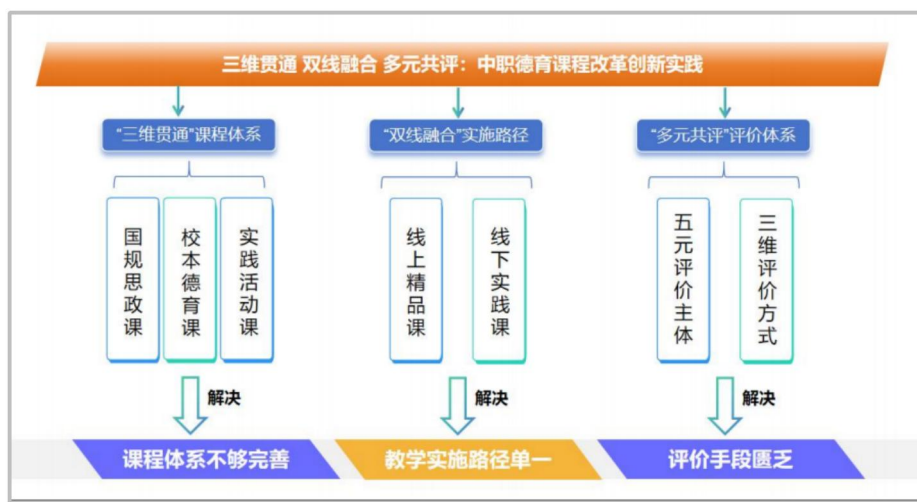 三维贯通 双线融合 多元共评：中职德育课程改革创新实践
“三维贯通”课程体系
“双线融合”实施路径
“多元共评”评价体系
国规思政课
校本德育课
实践活动课
线上精品课
线下实践课
五元评价主体
三维评价方式
解决
解决
解决
课程体系不够完善
教学实施路径单一
评价手段匮乏